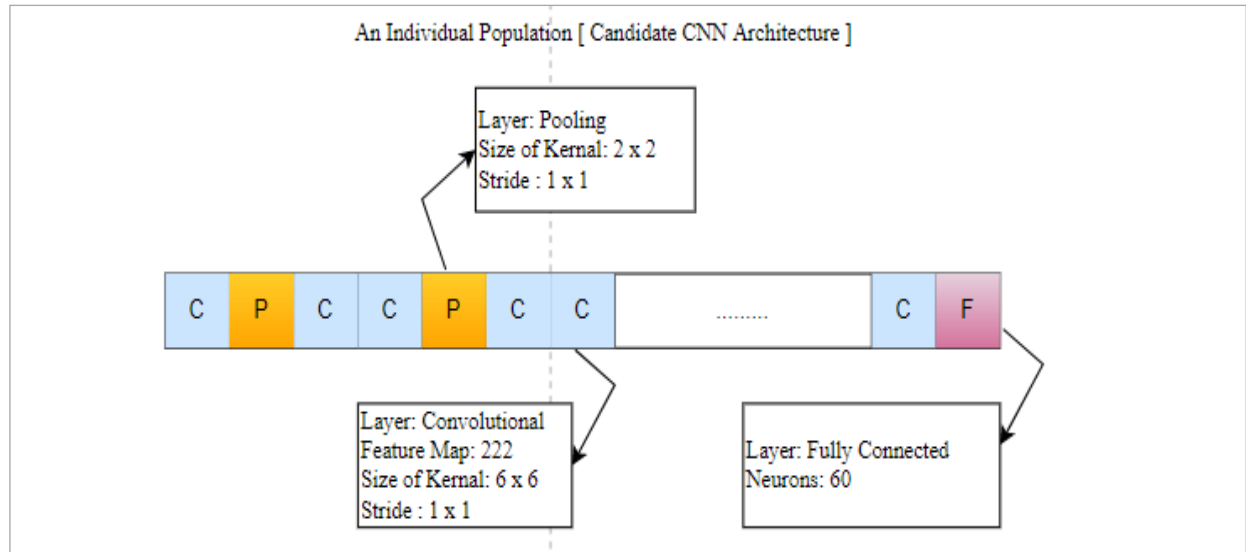 An Individual Population [ Candidate CNN Architecture ]
Layer: Pooling
Size of Kernal: 2 x 2
Stride : 1 x 1
C P C C P C C ......... C F
Layer: Convolutional
Feature Map: 222
Size of Kernal: 6 x 6
Stride : 1 x 1
Layer: Fully Connected
Neurons: 60